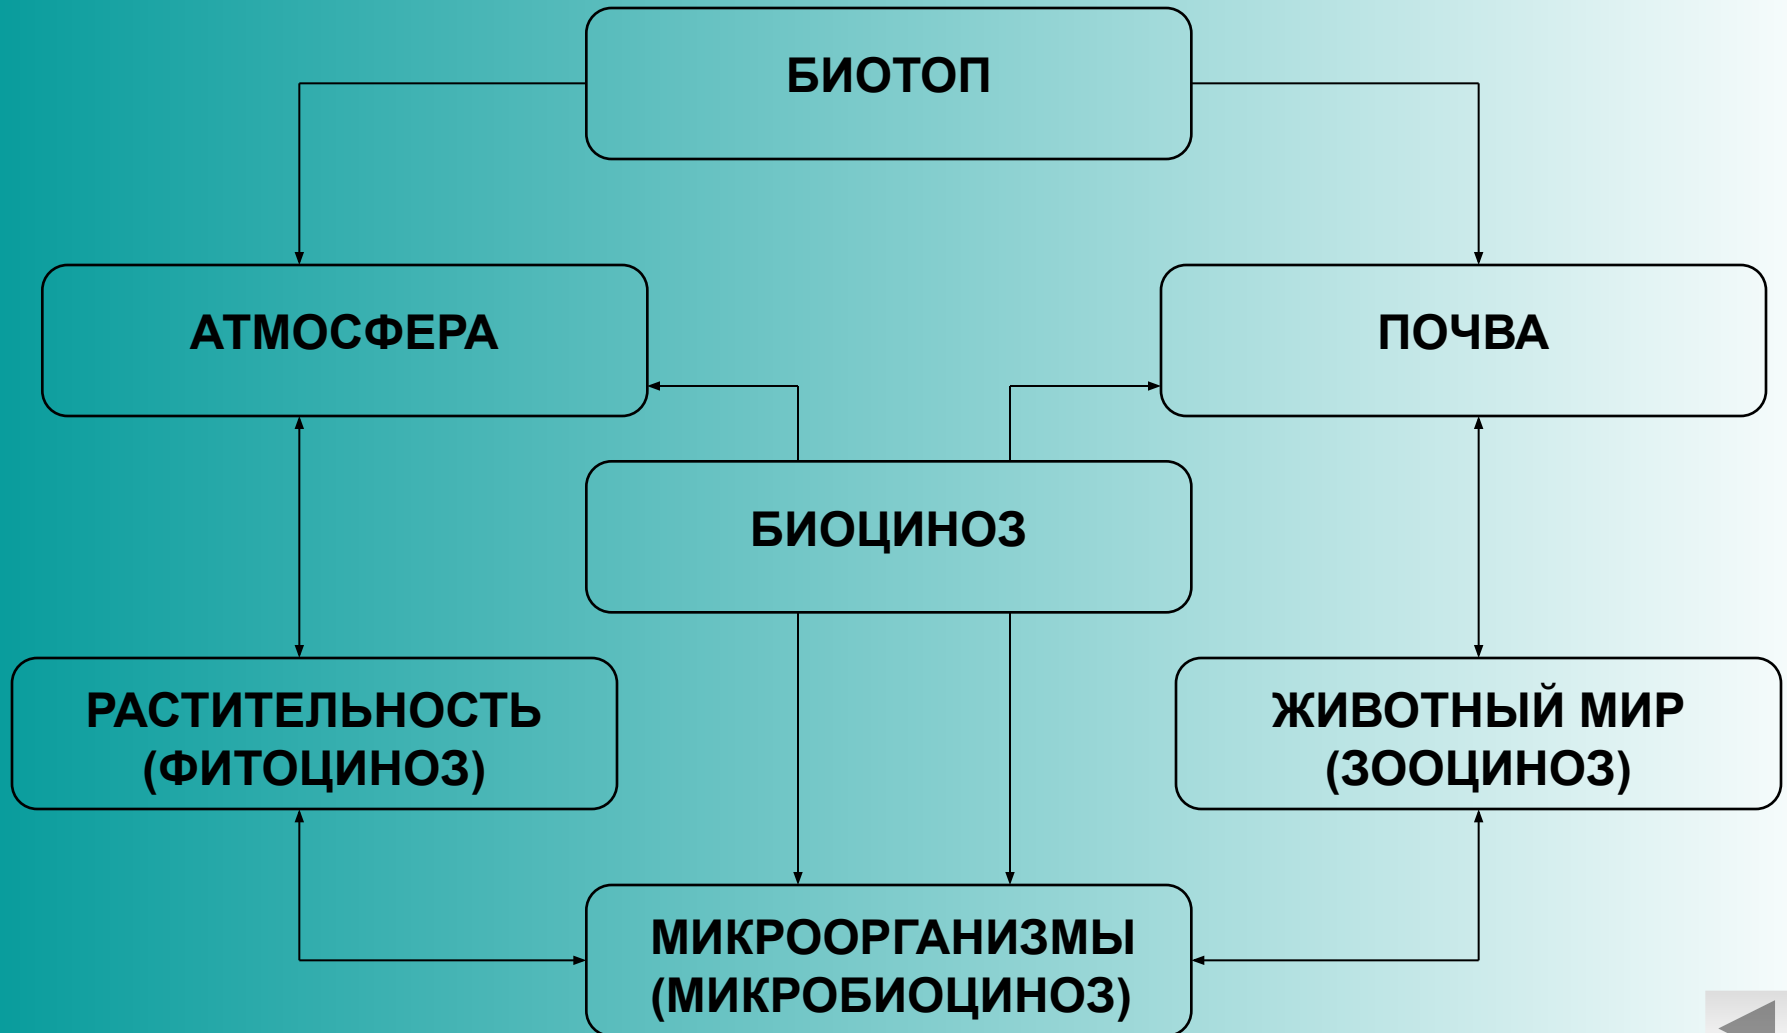 БИОТОП
АТМОСФЕРА
ПОЧВА
БИОЦИНОЗ
РАСТИТЕЛЬНОСТЬ
(ФИТОЦИНОЗ)
ЖИВОТНЫЙ МИР
(ЗООЦИНОЗ)
МИКРООРГАНИЗМЫ
(МИКРОБИОЦИНОЗ)